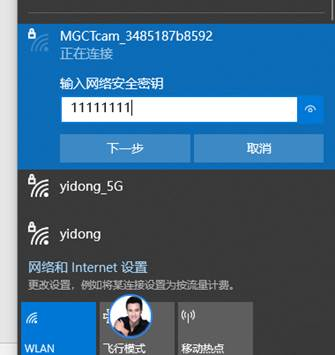 MGCTcam_3485187b8592
正在连接
输入网络安全密钥
11111111
下一步
取消
yidong_5G
yidong
网络和 Internet 设置
更改设置，例如将某连接设置为按流量计费。
WLAN
飞行模式
移动热点